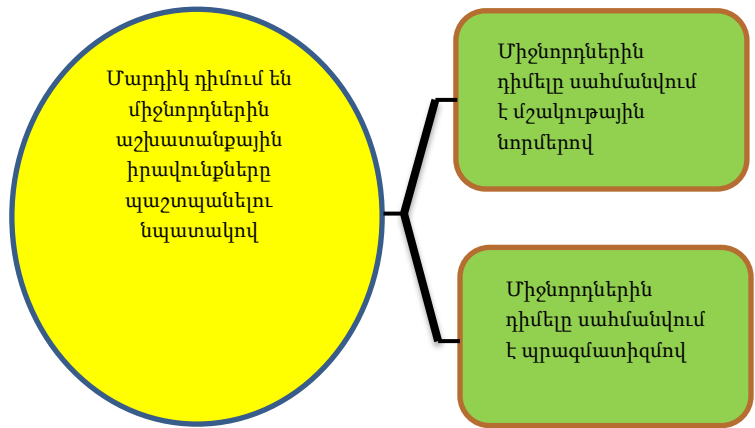 Մարդիկ դիմում են
միջնորդներին
աշխատանքային
իրավունքները
պաշտպանելու
նպատակով
Միջնորդներին
դիմելը սահմանվում
է մշակութային
նորմերով
Միջնորդներին
դիմելը սահմանվում
է պրագմատիզմով